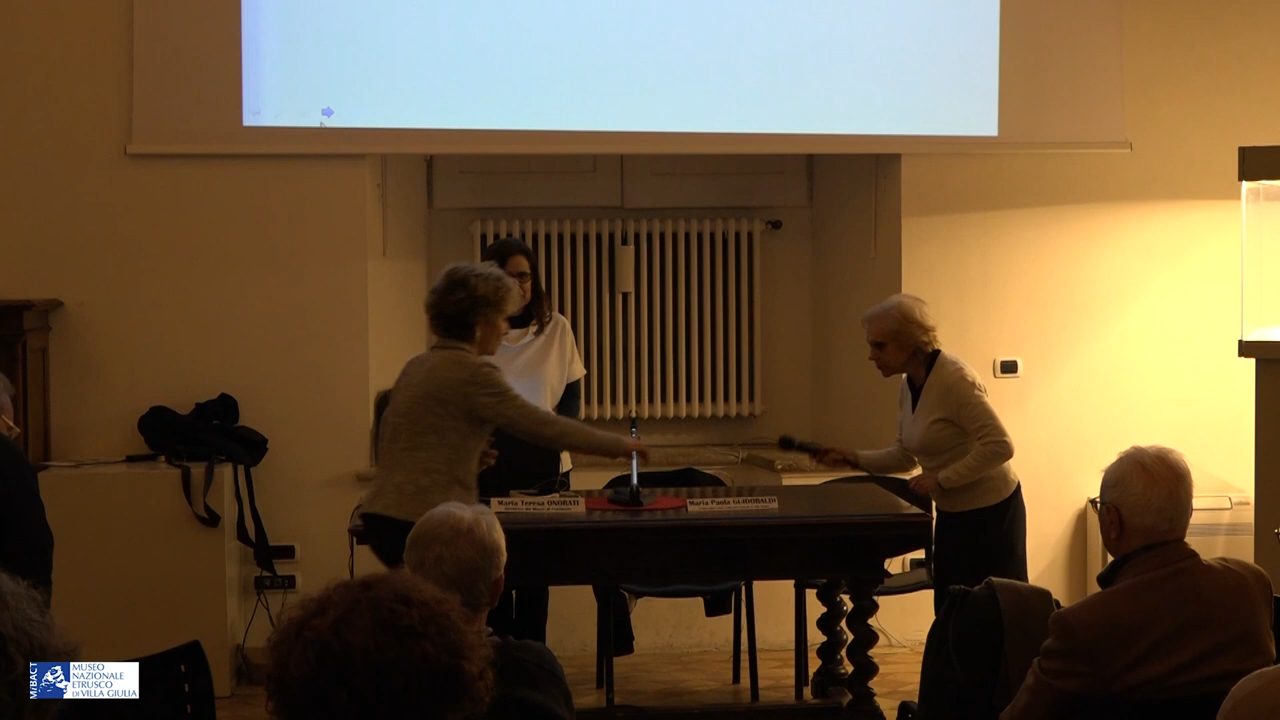 Maria Teresa ONORATI
Maria Paola GUIDOBALDI
MiBACT
MUSEO
NAZIONALE
ETRUSCO
DI VILLA GIULIA